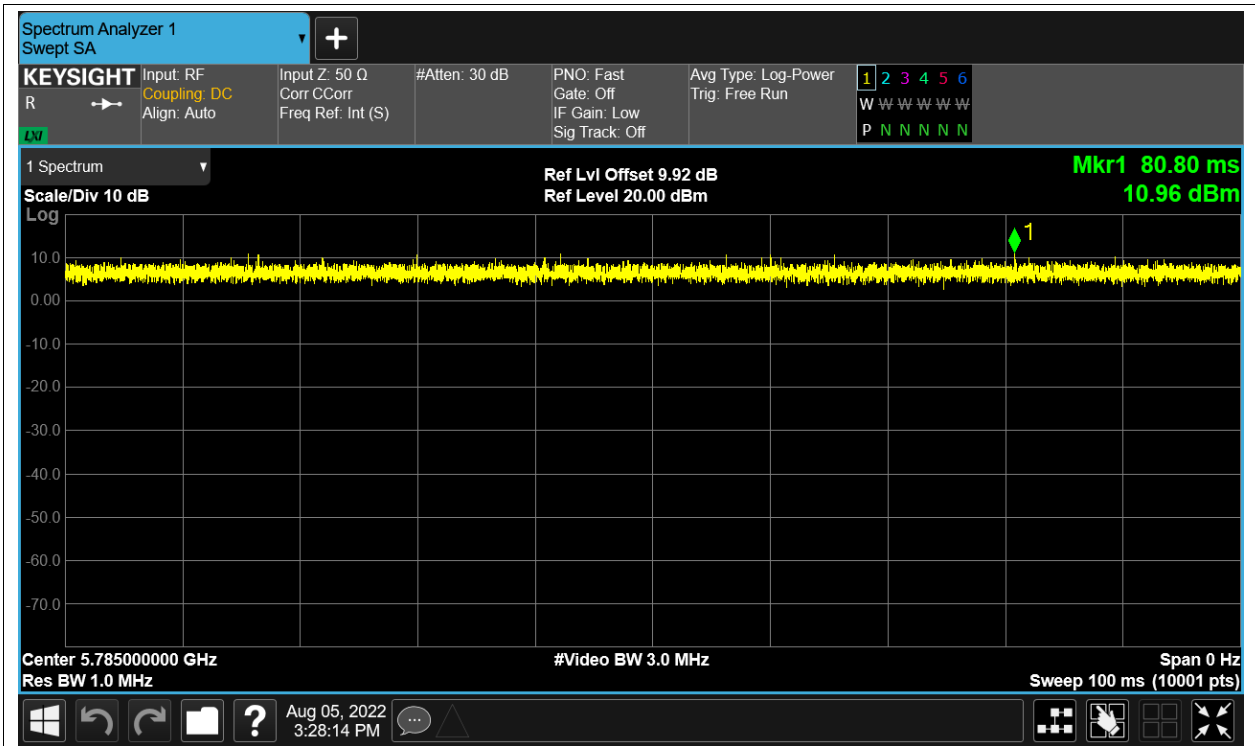 Spectrum Analyzer 1
Swept SA
KEYSIGHT
R
LXI
Input: RF
Coupling: DC
Align: Auto
Input Z: 50 Ω
Corr CCorr
Freq Ref: Int (S)
#Atten: 30 dB
PNO: Fast
Gate: Off
IF Gain: Low
Sig Track: Off
Avg Type: Log-Power
Trig: Free Run
1 2 3 4 5 6
W W W W W W
P N N N N N
1 Spectrum
Scale/Div 10 dB
Ref Lvl Offset 9.92 dB
Ref Level 20.00 dBm
Mkr1 80.80 ms
10.96 dBm
Log
1
10.0
0.00
-10.0
-20.0
-30.0
-40.0
-50.0
-60.0
-70.0
Center 5.785000000 GHz
#Video BW 3.0 MHz
Span 0 Hz
Res BW 1.0 MHz
Sweep 100 ms (10001 pts)
?
Aug 05, 2022
3:28:14 PM